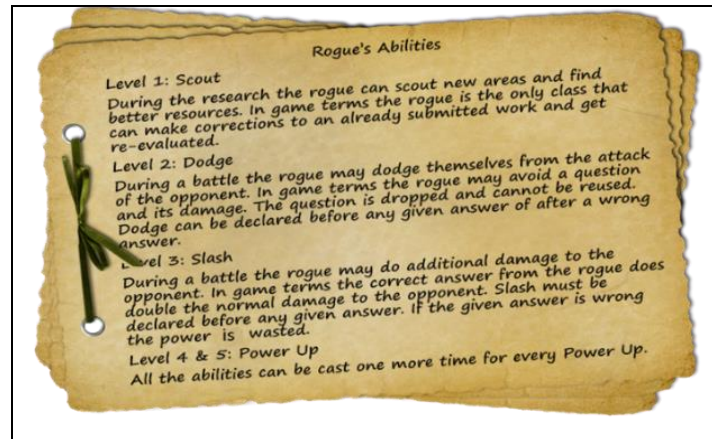 Rogue's Abilities
Level 1: Scout
During the research the rogue can scout new areas and find
better resources. In game terms the rogue is the only class that
can make corrections to an already submitted work and get
re-evaluated.
Level 2: Dodge
During a battle the rogue may dodge themselves from the attack
of the opponent. In game terms the rogue may avoid a question
and its damage. The question is dropped and cannot be reused.
Dodge can be declared before any given answer of after a wrong
answer.
Level 3: Slash
During a battle the rogue may do additional damage to the
opponent. In game terms the correct answer from the rogue does
double the normal damage to the opponent. Slash must be
declared before any given answer. If the given answer is wrong
the power is wasted.
Level 4 & 5: Power Up
All the abilities can be cast one more time for every Power Up.